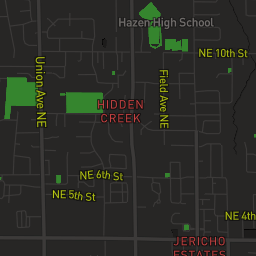 Hazen High School
NE 10th St
Union Ave NE
Field Ave NE
HIDDEN
CREEK
NE 6th St
NE 5th St
NE 4th
JERICHO
ESTATES